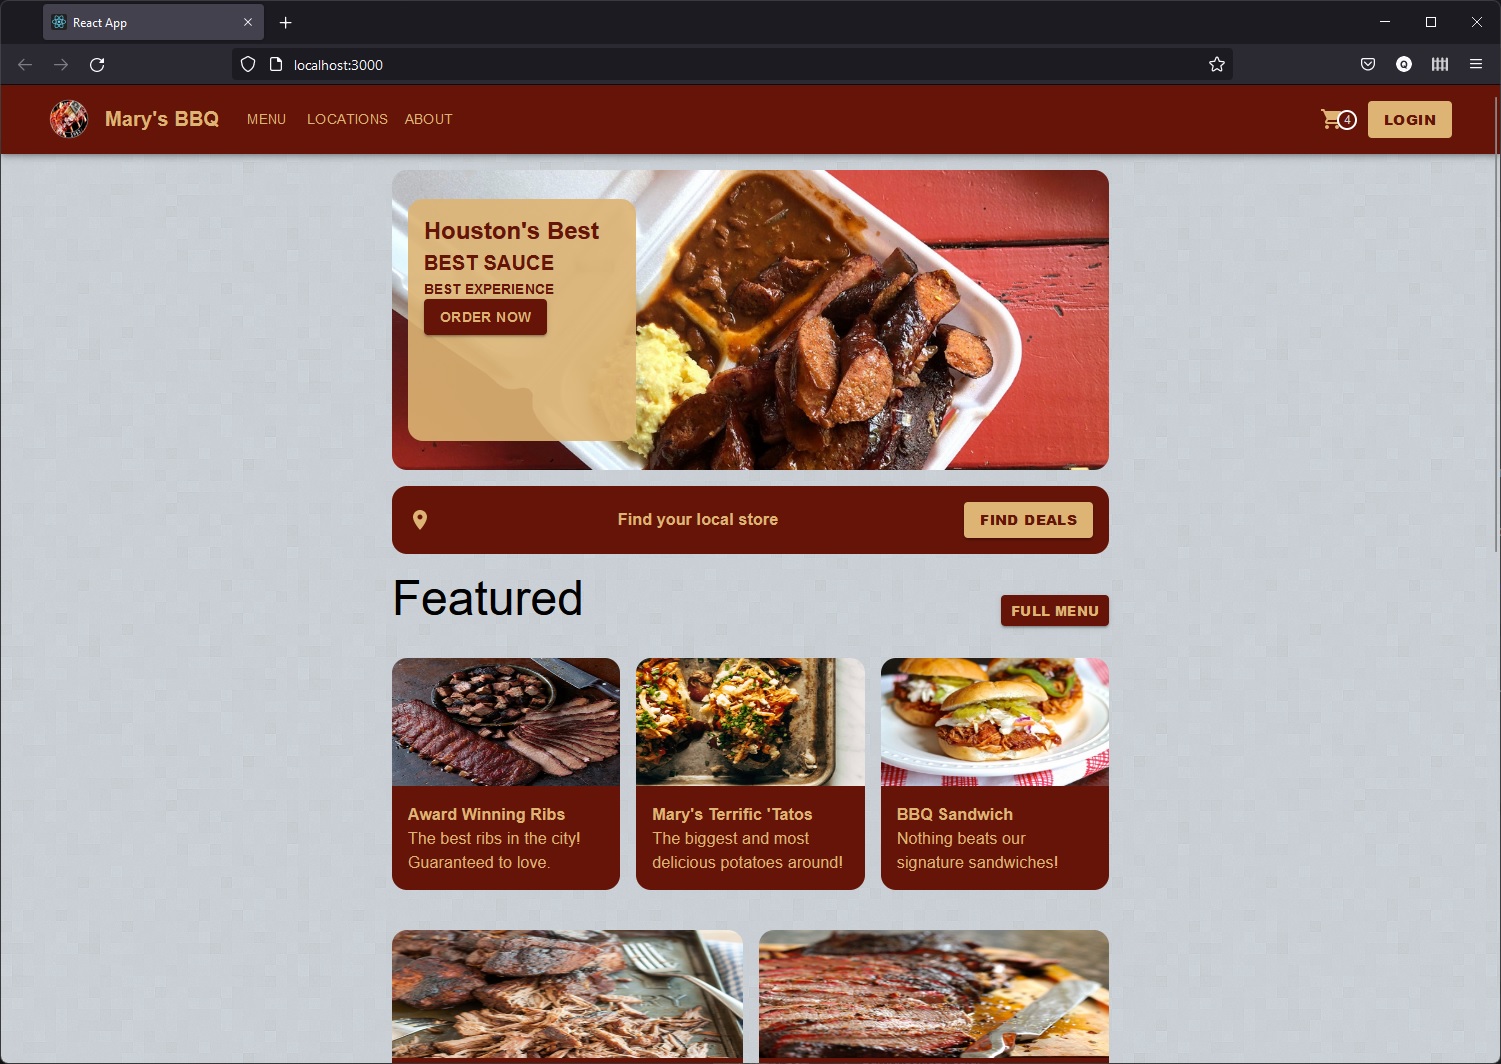 React App
localhost:3000
Mary's BBQ
MENU
LOCATIONS
ABOUT
4
LOGIN
Houston's Best
BEST SAUCE
BEST EXPERIENCE
ORDER NOW
Find your local store
FIND DEALS
Featured
FULL MENU
Award Winning Ribs
The best ribs in the city!
Guaranteed to love.
Mary's Terrific 'Tatos
The biggest and most
delicious potatoes around!
BBQ Sandwich
Nothing beats our
signature sandwiches!